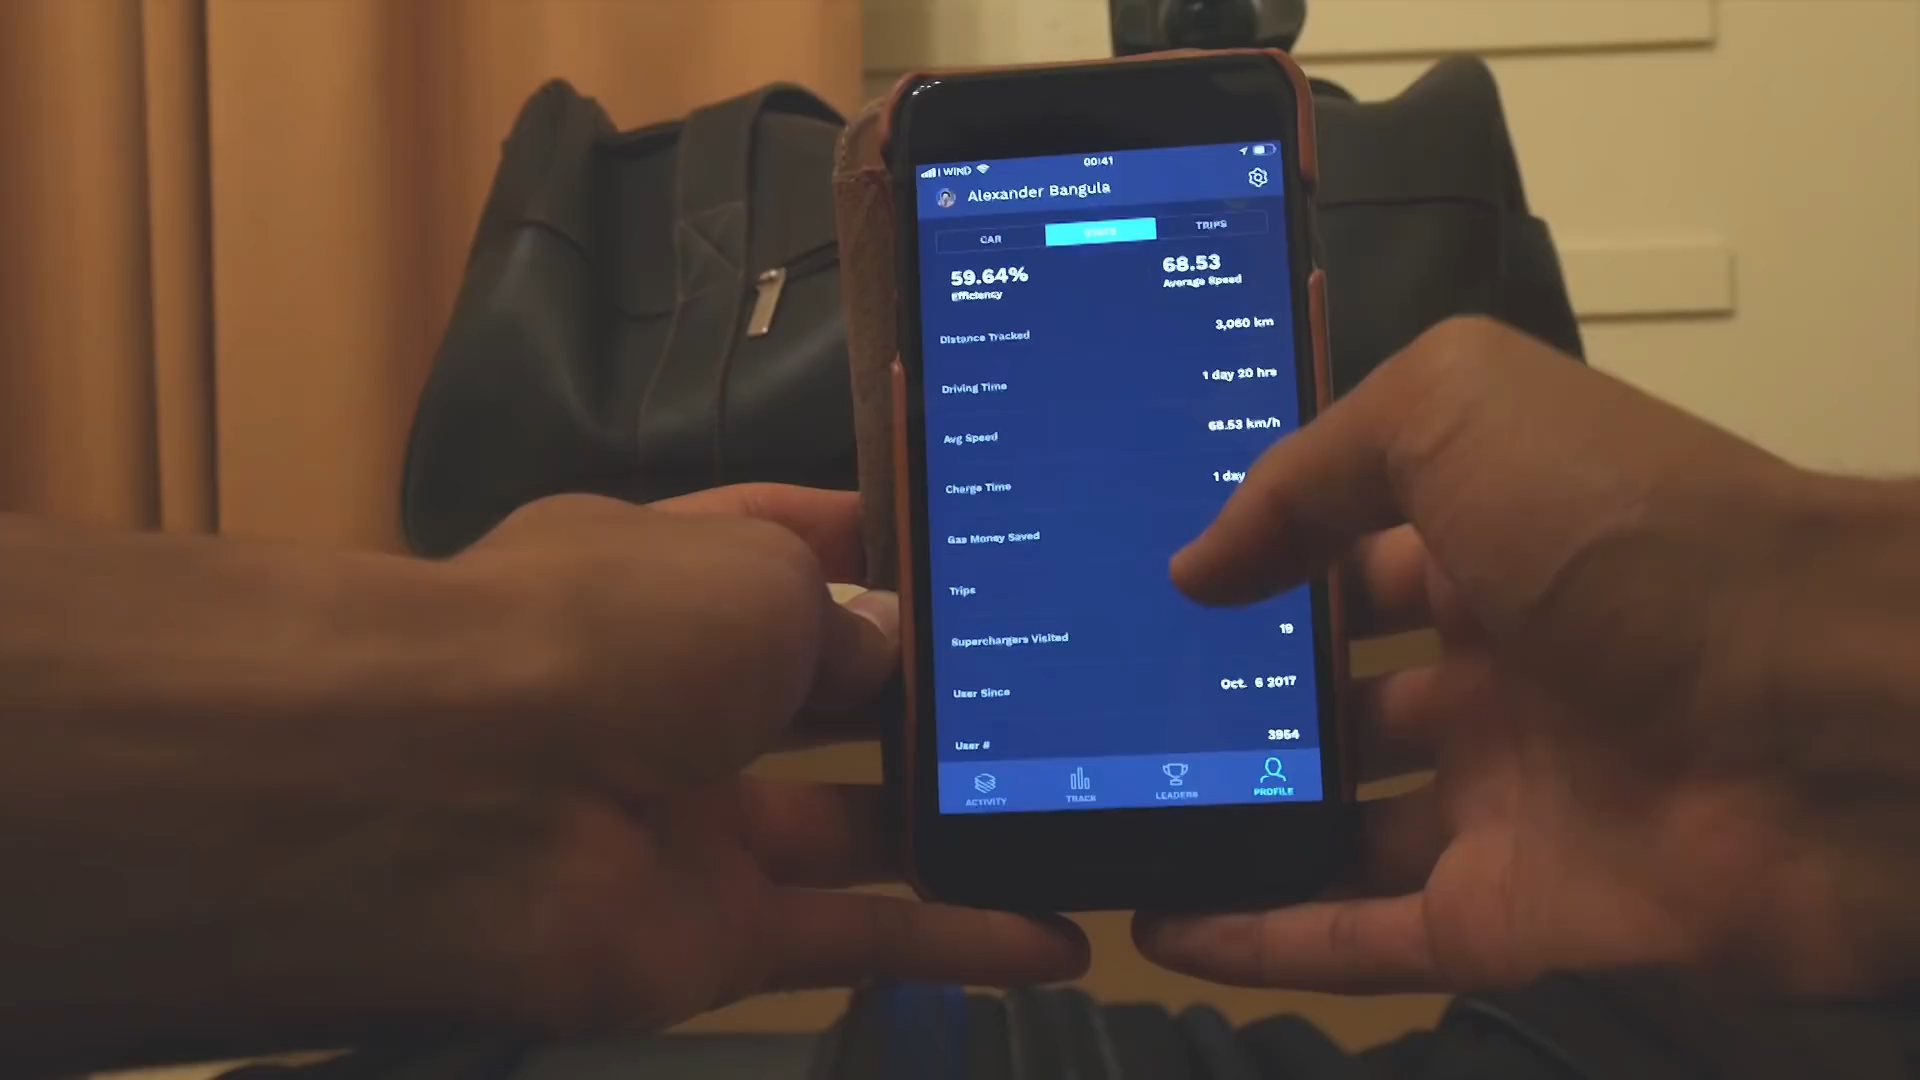 WIND 00:41
Alexander Bangula
CAR STATS TRIPS
59.64% 68.53
Efficiency Average Speed
Distance Tracked 3,060 km
Driving Time 1 day 20 hrs
Avg Speed 68.53 km/h
Charge Time 1 day
Gas Money Saved
Trips
Superchargers Visited 19
User Since Oct. 6 2017
User # 3954
ACTIVITY TRACK LEADERS PROFILE